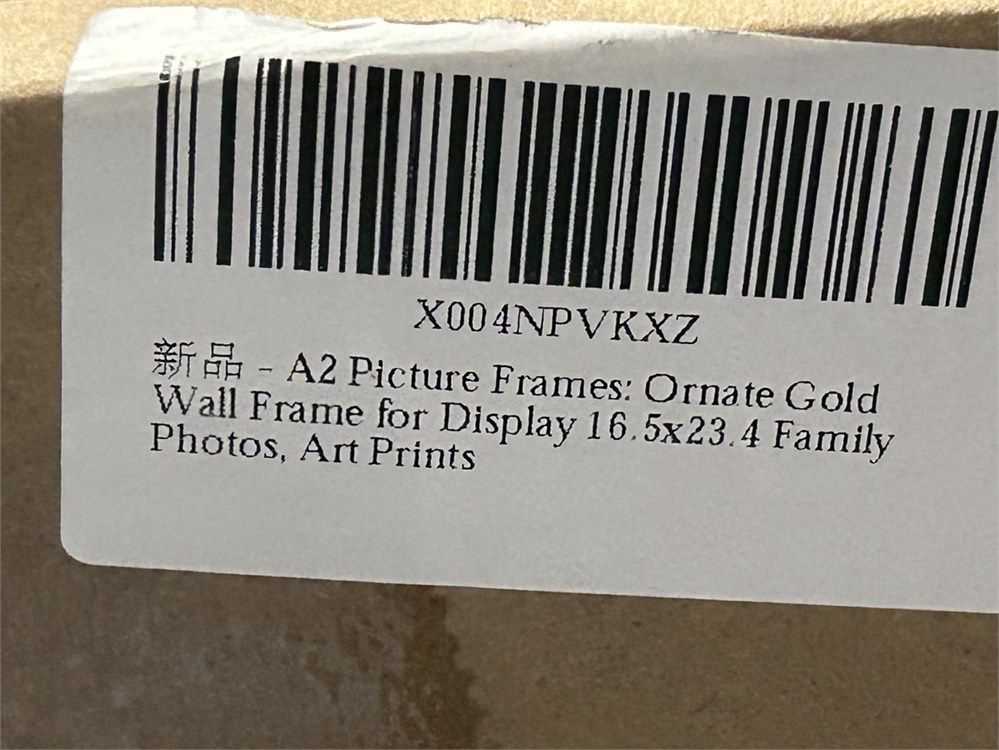 X004NPVKXZ
新品 - A2 Picture Frames: Ornate Gold
Wall Frame for Display 16.5x23.4 Family
Photos, Art Prints